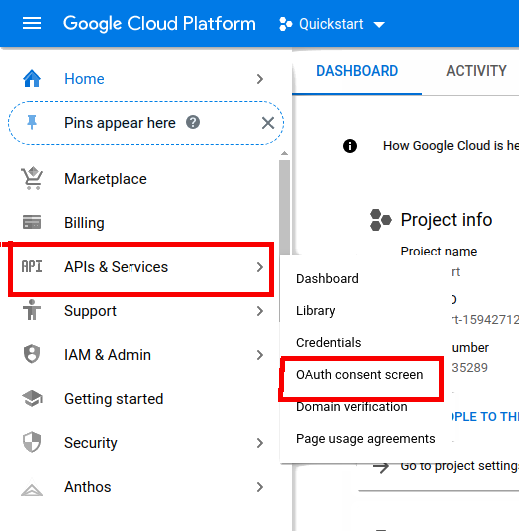 Google Cloud Platform
Quickstart
Home
Pins appear here
Marketplace
Billing
API
APIs & Services
Support
IAM & Admin
Getting started
Security
Anthos
DASHBOARD
ACTIVITY
How Google Cloud is he
Project info
Project name
rt
rt-15942712
umber
35289
OPLE TO THI
Go to project settings
Dashboard
Library
Credentials
OAuth consent screen
Domain verification
Page usage agreements